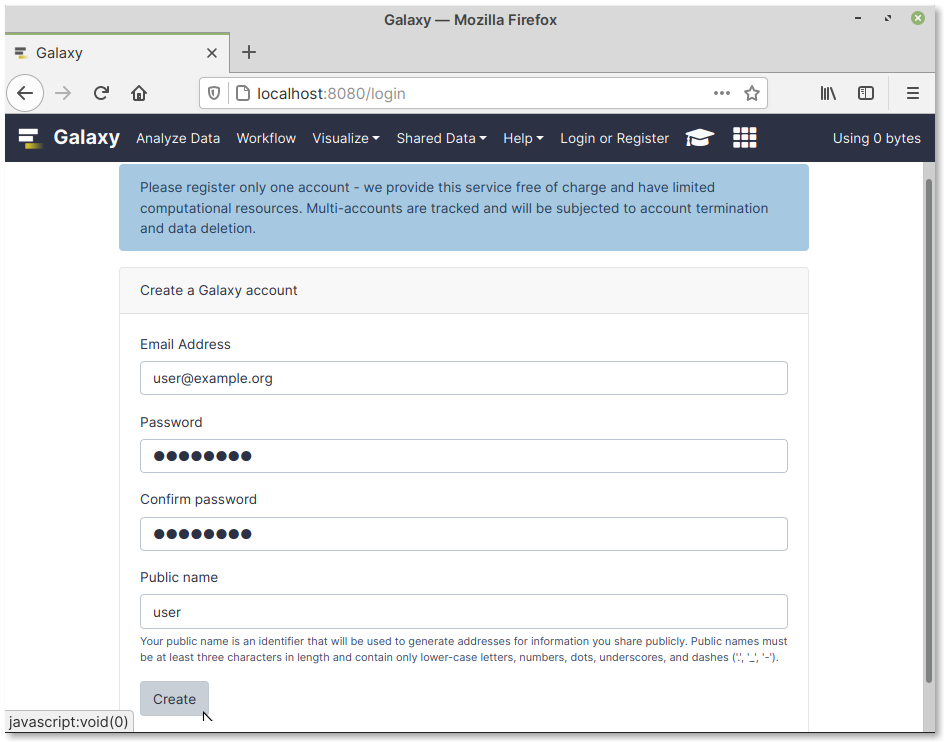 Galaxy — Mozilla Firefox
Galaxy
localhost:8080/login
Galaxy Analyze Data Workflow Visualize Shared Data Help Login or Register Using 0 bytes
Please register only one account - we provide this service free of charge and have limited
computational resources. Multi-accounts are tracked and will be subjected to account termination
and data deletion.
Create a Galaxy account
Email Address
user@example.org
Password
●●●●●●●●
Confirm password
●●●●●●●●
Public name
user
Your public name is an identifier that will be used to generate addresses for information you share publicly. Public names must
be at least three characters in length and contain only lower-case letters, numbers, dots, underscores, and dashes ('.', '_', '-').
Create
javascript:void(0)